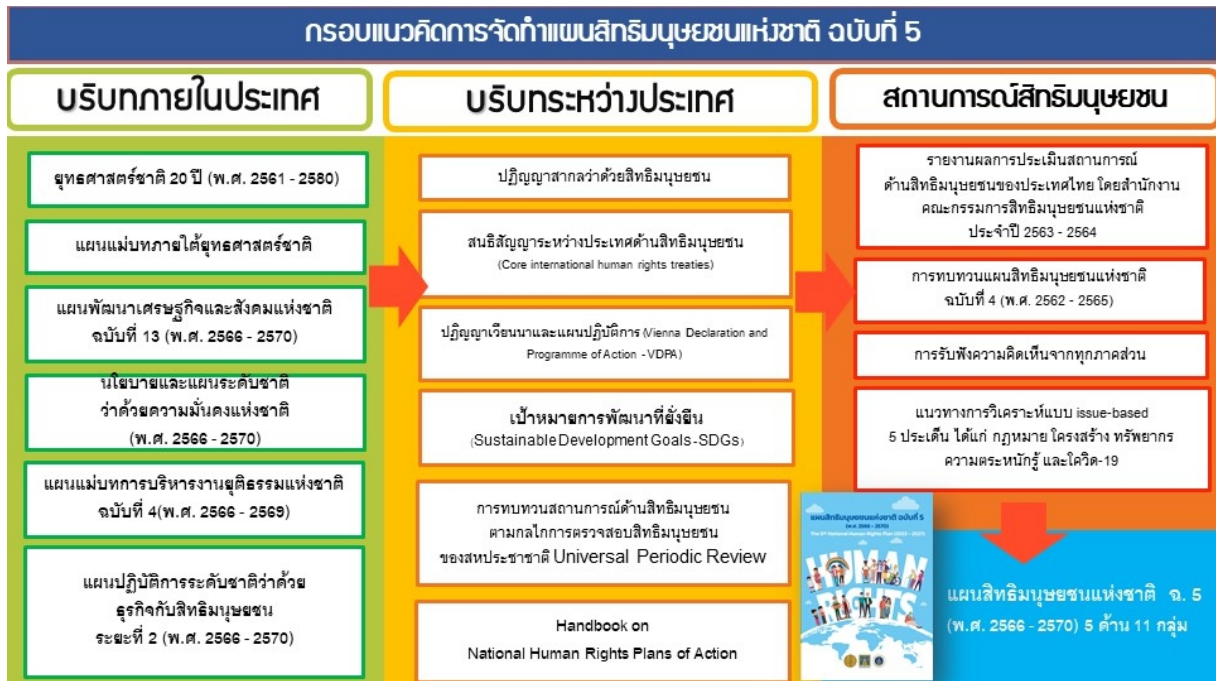 กรอบแนวคิดการจัดทำแผนสิทธิมนุษยชนแห่งชาติ ฉบับที่ 5
บริบทภายในประเทศ
ยุทธศาสตร์ชาติ 20 ปี (พ.ศ. 2561 - 2580)
แผนแม่บทภายใต้ยุทธศาสตร์ชาติ
แผนพัฒนาเศรษฐกิจและสังคมแห่งชาติ
ฉบับที่ 13 (พ.ศ. 2566 - 2570)
นโยบายและแผนระดับชาติ
ว่าด้วยความมั่นคงแห่งชาติ
(พ.ศ. 2566 - 2570)
แผนแม่บทการบริหารงานยุติธรรมแห่งชาติ
ฉบับที่ 4(พ.ศ. 2566 - 2569)
แผนปฏิบัติการระดับชาติว่าด้วย
ธุรกิจกับสิทธิมนุษยชน
ระยะที่ 2 (พ.ศ. 2566 - 2570)
บริบทระหว่างประเทศ
ปฏิญญาสากลว่าด้วยสิทธิมนุษยชน
สนธิสัญญาระหว่างประเทศด้านสิทธิมนุษยชน
(Core international human rights treaties)
ปฏิญญาเวียนนาและแผนปฏิบัติการ (Vienna Declaration and
Programme of Action - VDPA)
เป้าหมายการพัฒนาที่ยั่งยืน
(Sustainable Development Goals -SDGs)
การทบทวนสถานการณ์ด้านสิทธิมนุษยชน
ตามกลไกการตรวจสอบสิทธิมนุษยชน
ของสหประชาชาติ Universal Periodic Review
Handbook on
National Human Rights Plans of Action
สถานการณ์สิทธิมนุษยชน
รายงานผลการประเมินสถานการณ์
ด้านสิทธิมนุษยชนของประเทศไทย โดยสำนักงาน
คณะกรรมการสิทธิมนุษยชนแห่งชาติ
ประจำปี 2563 - 2564
การทบทวนแผนสิทธิมนุษยชนแห่งชาติ
ฉบับที่ 4 (พ.ศ. 2562 - 2565)
การรับฟังความคิดเห็นจากทุกภาคส่วน
แนวทางการวิเคราะห์แบบ issue-based
5 ประเด็น ได้แก่ กฎหมาย โครงสร้าง ทรัพยากร
ความตระหนักรู้ และโควิด-19
แผนสิทธิมนุษยชนแห่งชาติ ฉบับที่ 5
(พ.ศ. 2566 - 2570)
The 5th National Human Rights Plan (2023 - 2027)
HUMAN
RIGHTS
แผนสิทธิมนุษยชนแห่งชาติ ฉ. 5
(พ.ศ. 2566 - 2570) 5 ด้าน 11 กลุ่ม